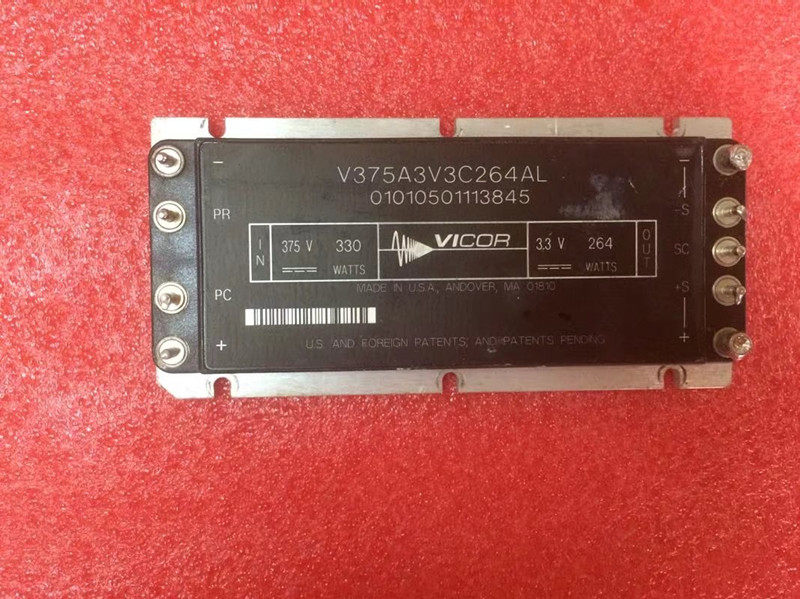 −
V375A3V3C264AL
−
01010501113845
PR
-S
IN
375 V
330
WATTS
VICOR
3.3 V
264
WATTS
OUT
SC
PC
MADE IN U.S.A., ANDOVER, MA 01810
+S
+
U.S. AND FOREIGN PATENTS, AND PATENTS PENDING
+